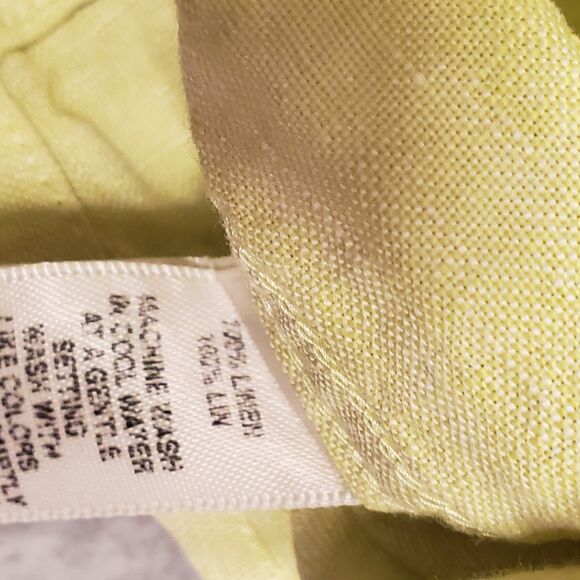 100% LINEN
100% LIN
MACHINE WASH
IN COOL WATER
AT A GENTLE
SETTING
WASH WITH
LIKE COLORS